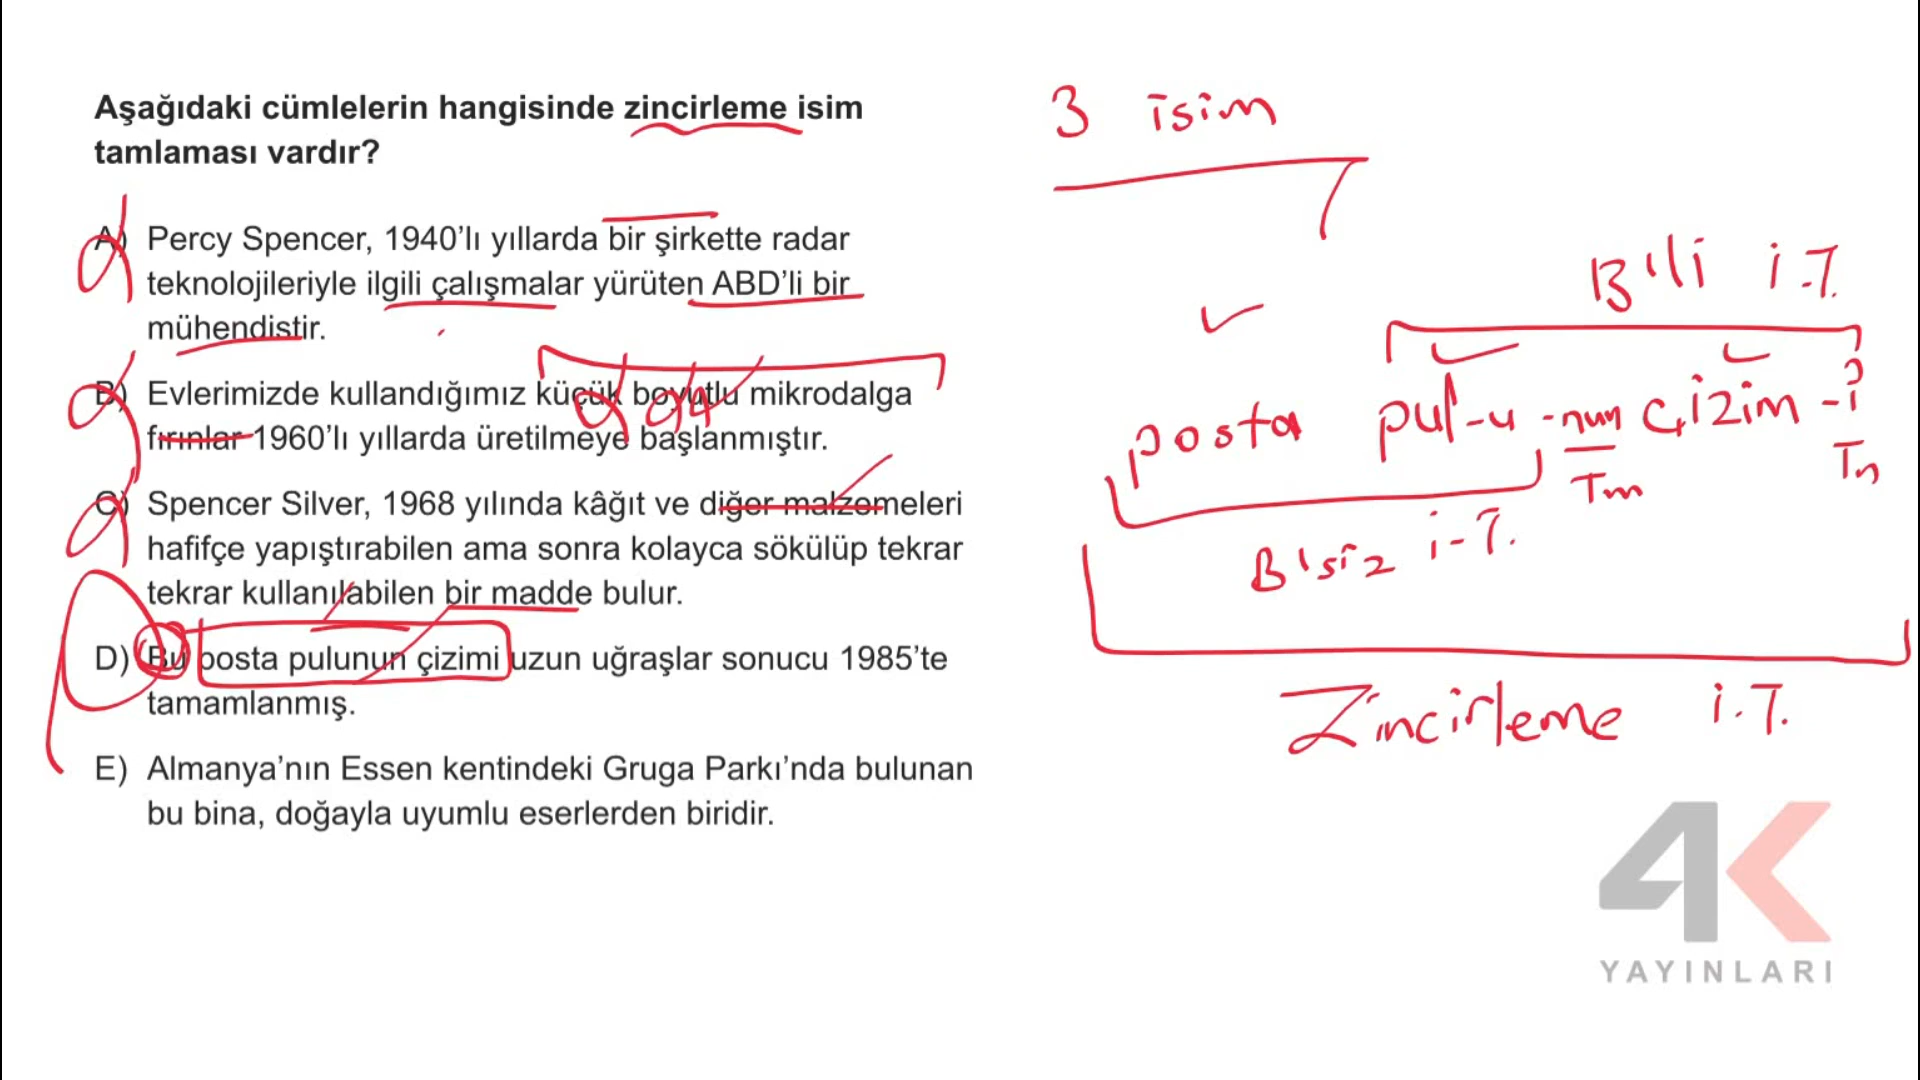 Aşağıdaki cümlelerin hangisinde zincirleme isim
tamlaması vardır?
A) Percy Spencer, 1940’lı yıllarda bir şirkette radar
teknolojileriyle ilgili çalışmalar yürüten ABD’li bir
mühendistir.
B) Evlerimizde kullandığımız küçük boyutlu mikrodalga
fırınlar 1960’lı yıllarda üretilmeye başlanmıştır.
C) Spencer Silver, 1968 yılında kâğıt ve diğer malzemeleri
hafifçe yapıştırabilen ama sonra kolayca sökülüp tekrar
tekrar kullanılabilen bir madde bulur.
D) Bu posta pulunun çizimi uzun uğraşlar sonucu 1985’te
tamamlanmış.
E) Almanya’nın Essen kentindeki Gruga Parkı’nda bulunan
bu bina, doğayla uyumlu eserlerden biridir.
3 isim
B'li i.T.
posta pul-u -nun çizim -i
Tm Tn
B'siz i.T.
Zincirleme i.T.
4K
YAYINLARI